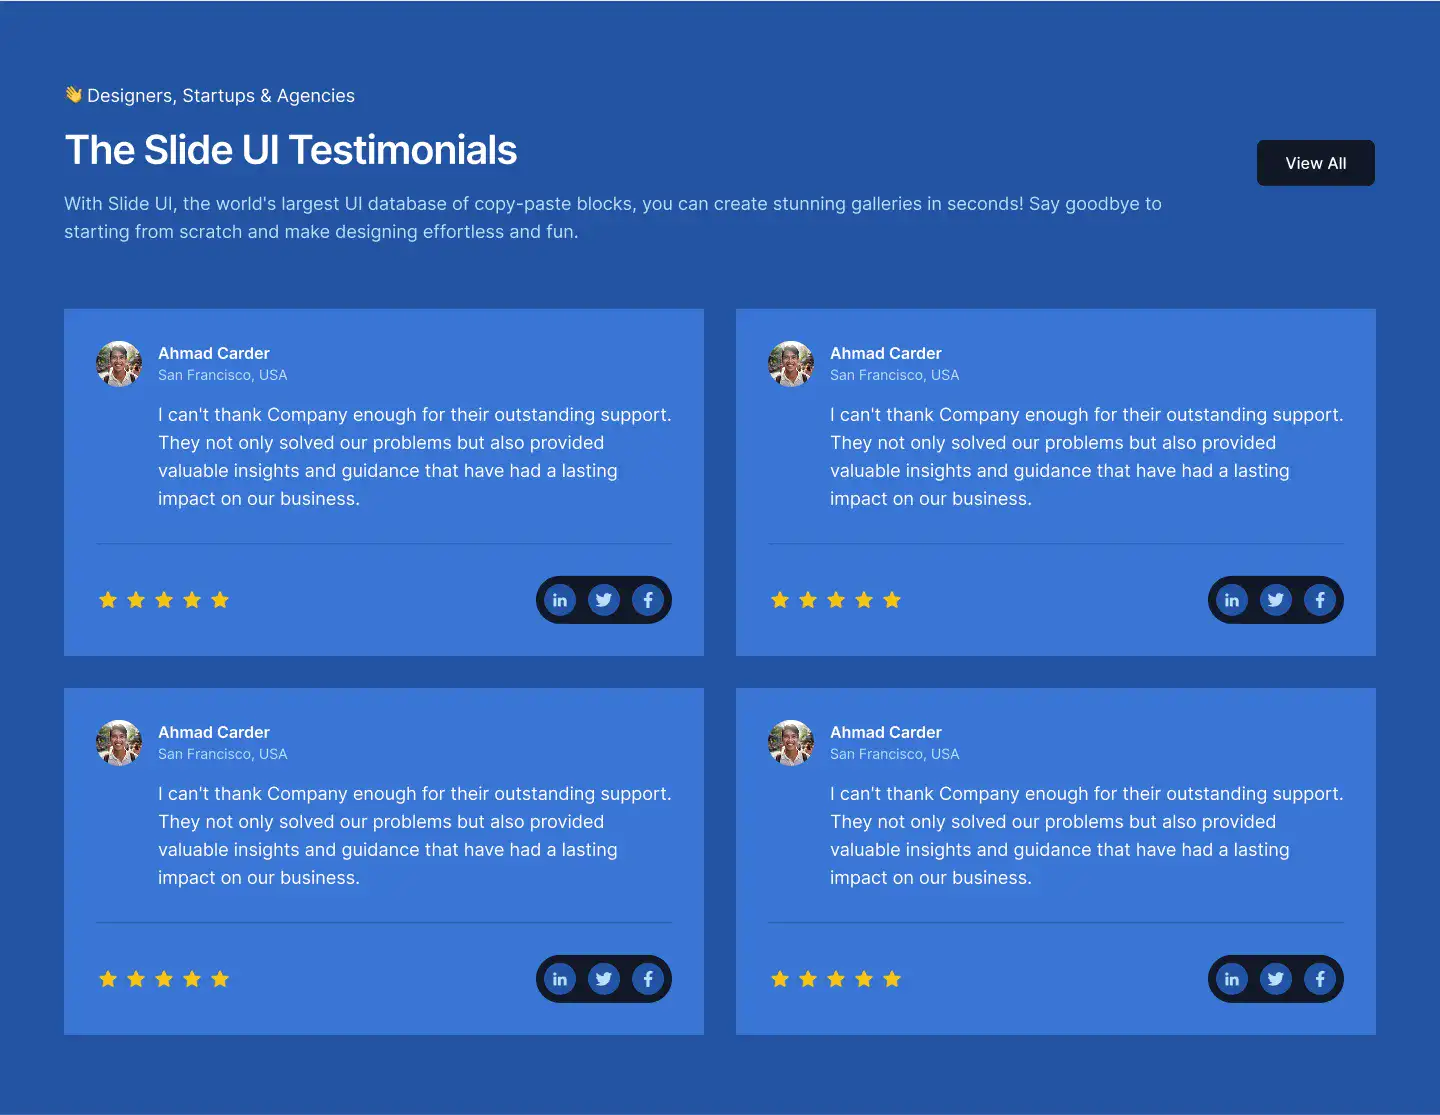 👋 Designers, Startups & Agencies
The Slide UI Testimonials
View All
With Slide UI, the world's largest UI database of copy-paste blocks, you can create stunning galleries in seconds! Say goodbye to
starting from scratch and make designing effortless and fun.
Ahmad Carder
San Francisco, USA
I can't thank Company enough for their outstanding support.
They not only solved our problems but also provided
valuable insights and guidance that have had a lasting
impact on our business.
in
f
Ahmad Carder
San Francisco, USA
I can't thank Company enough for their outstanding support.
They not only solved our problems but also provided
valuable insights and guidance that have had a lasting
impact on our business.
in
f
Ahmad Carder
San Francisco, USA
I can't thank Company enough for their outstanding support.
They not only solved our problems but also provided
valuable insights and guidance that have had a lasting
impact on our business.
in
f
Ahmad Carder
San Francisco, USA
I can't thank Company enough for their outstanding support.
They not only solved our problems but also provided
valuable insights and guidance that have had a lasting
impact on our business.
in
f